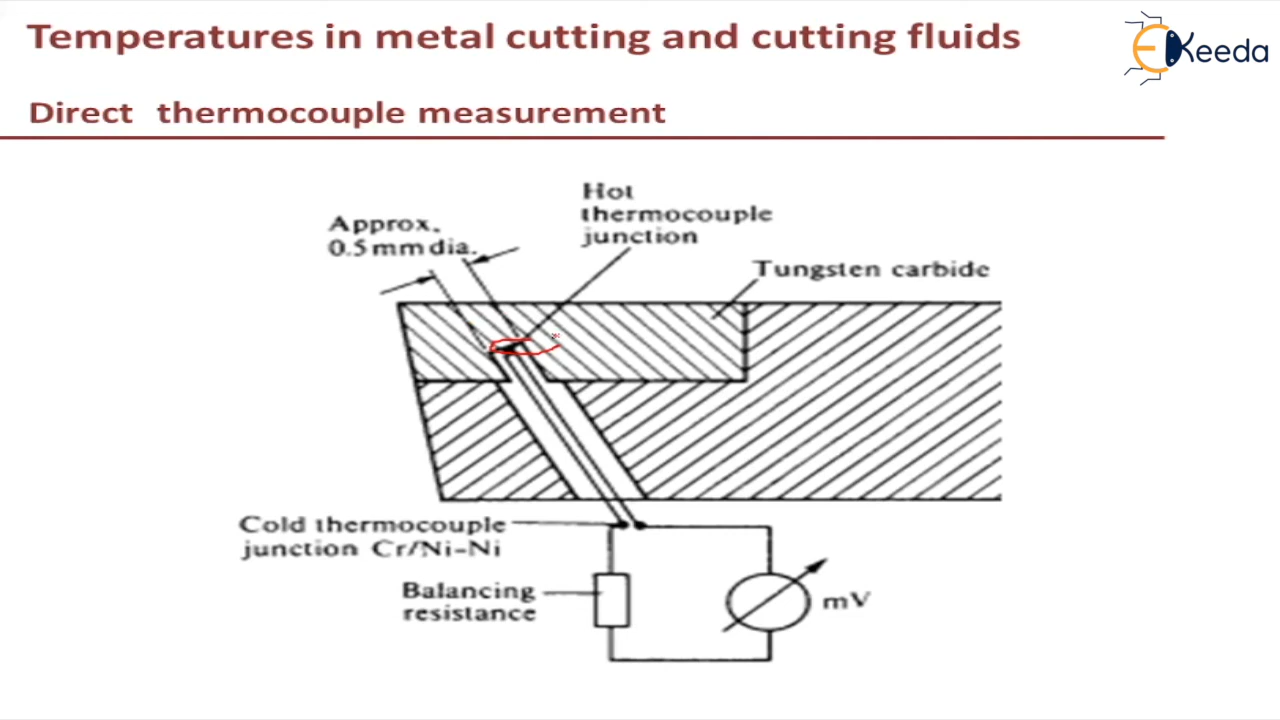 Temperatures in metal cutting and cutting fluids
EKeeda
Direct thermocouple measurement
Hot
thermocouple
junction
Approx.
0.5 mm dia.
Tungsten carbide
Cold thermocouple
junction Cr/Ni-Ni
Balancing
resistance
mV